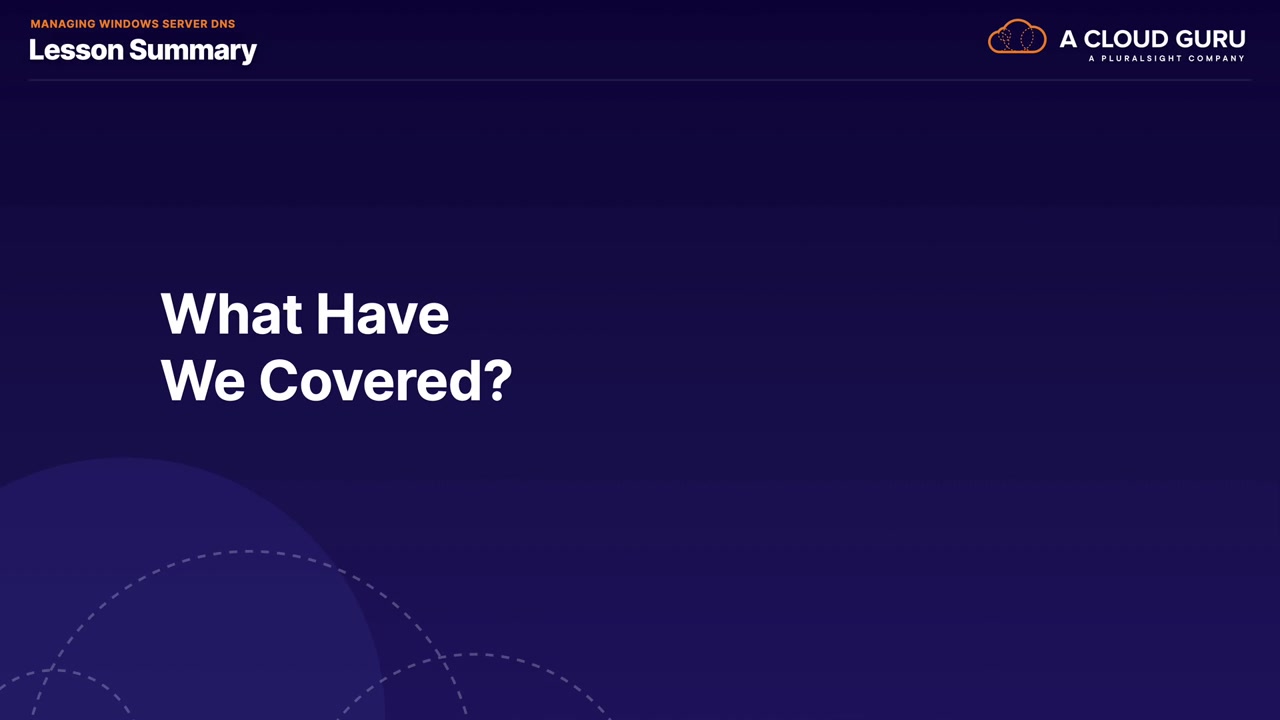 MANAGING WINDOWS SERVER DNS
Lesson Summary
A CLOUD GURU
A PLURALSIGHT COMPANY
What Have
We Covered?